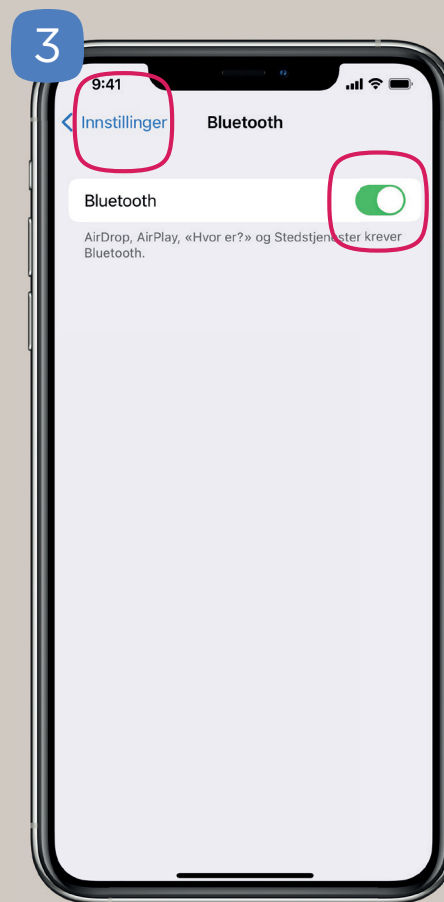 3
9:41
Innstillinger
Bluetooth
Bluetooth
AirDrop, AirPlay, «Hvor er?» og Stedstjenester krever
Bluetooth.